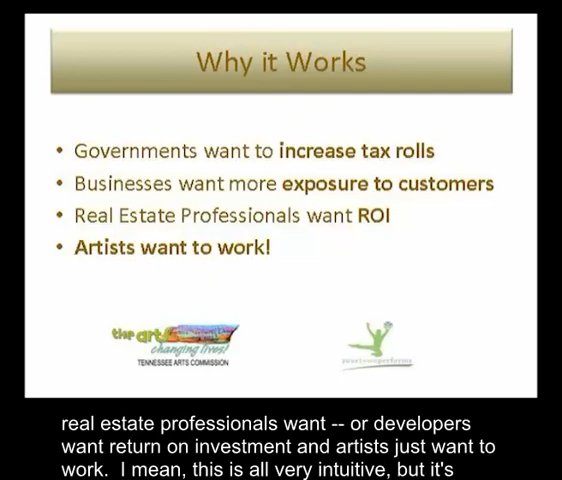 Why it Works
• Governments want to increase tax rolls
• Businesses want more exposure to customers
• Real Estate Professionals want ROI
• Artists want to work!
the arts
changing lives!
TENNESSEE ARTS COMMISSION
real estate professionals want -- or developers
want return on investment and artists just want to
work. I mean, this is all very intuitive, but it's